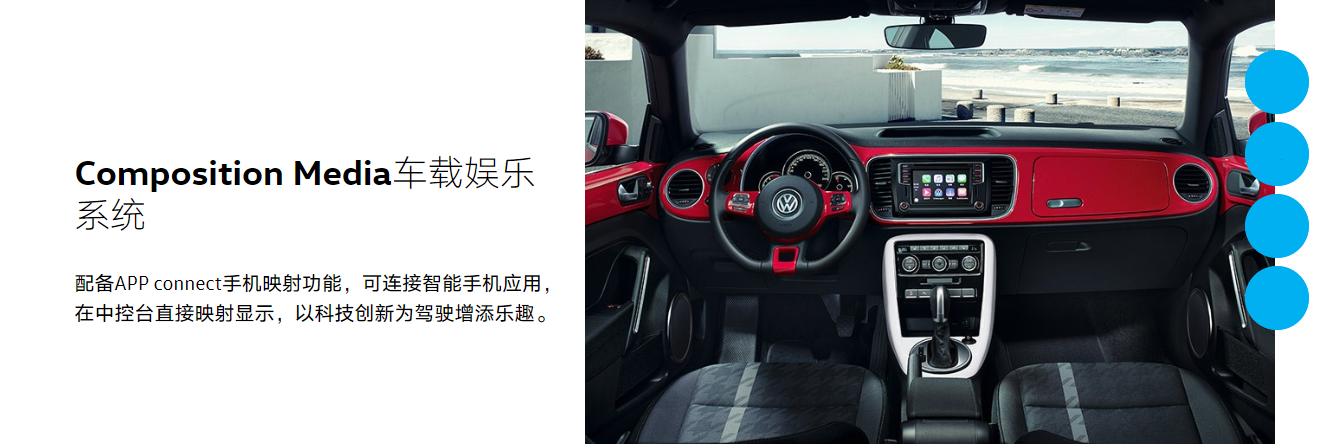 Composition Media车载娱乐
系统
配备APP connect手机映射功能，可连接智能手机应用，
在中控台直接映射显示，以科技创新为驾驶增添乐趣。